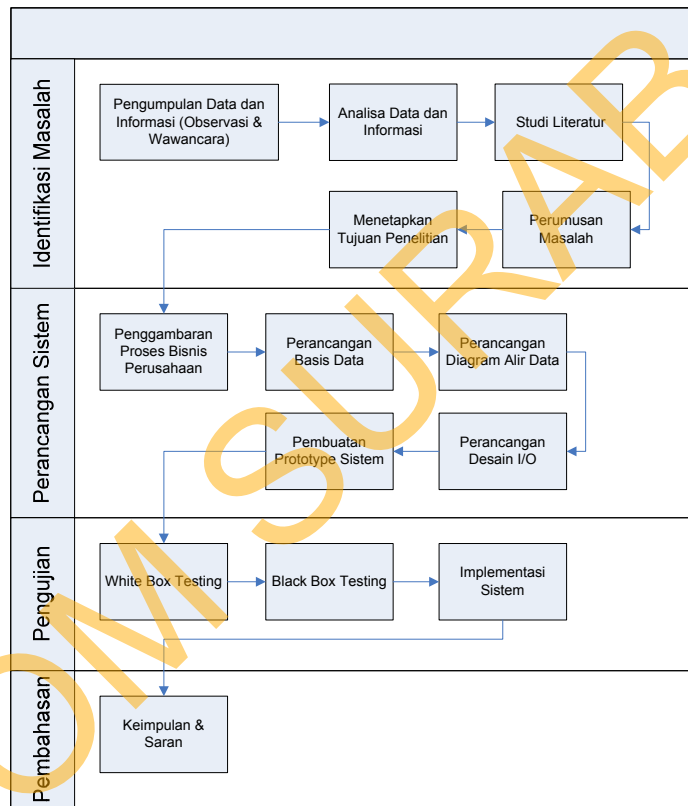 Identifikasi Masalah
Pengumpulan Data dan
Informasi (Observasi &
Wawancara)
Analisa Data dan
Informasi
Studi Literatur
Perumusan
Masalah
Menetapkan
Tujuan Penelitian
Perancangan Sistem
Penggambaran
Proses Bisnis
Perusahaan
Perancangan
Basis Data
Perancangan
Diagram Alir Data
Perancangan
Desain I/O
Pembuatan
Prototype Sistem
Pengujian
White Box Testing
Black Box Testing
Implementasi
Sistem
Pembahasan
Keimpulan &
Saran
OM SURAB